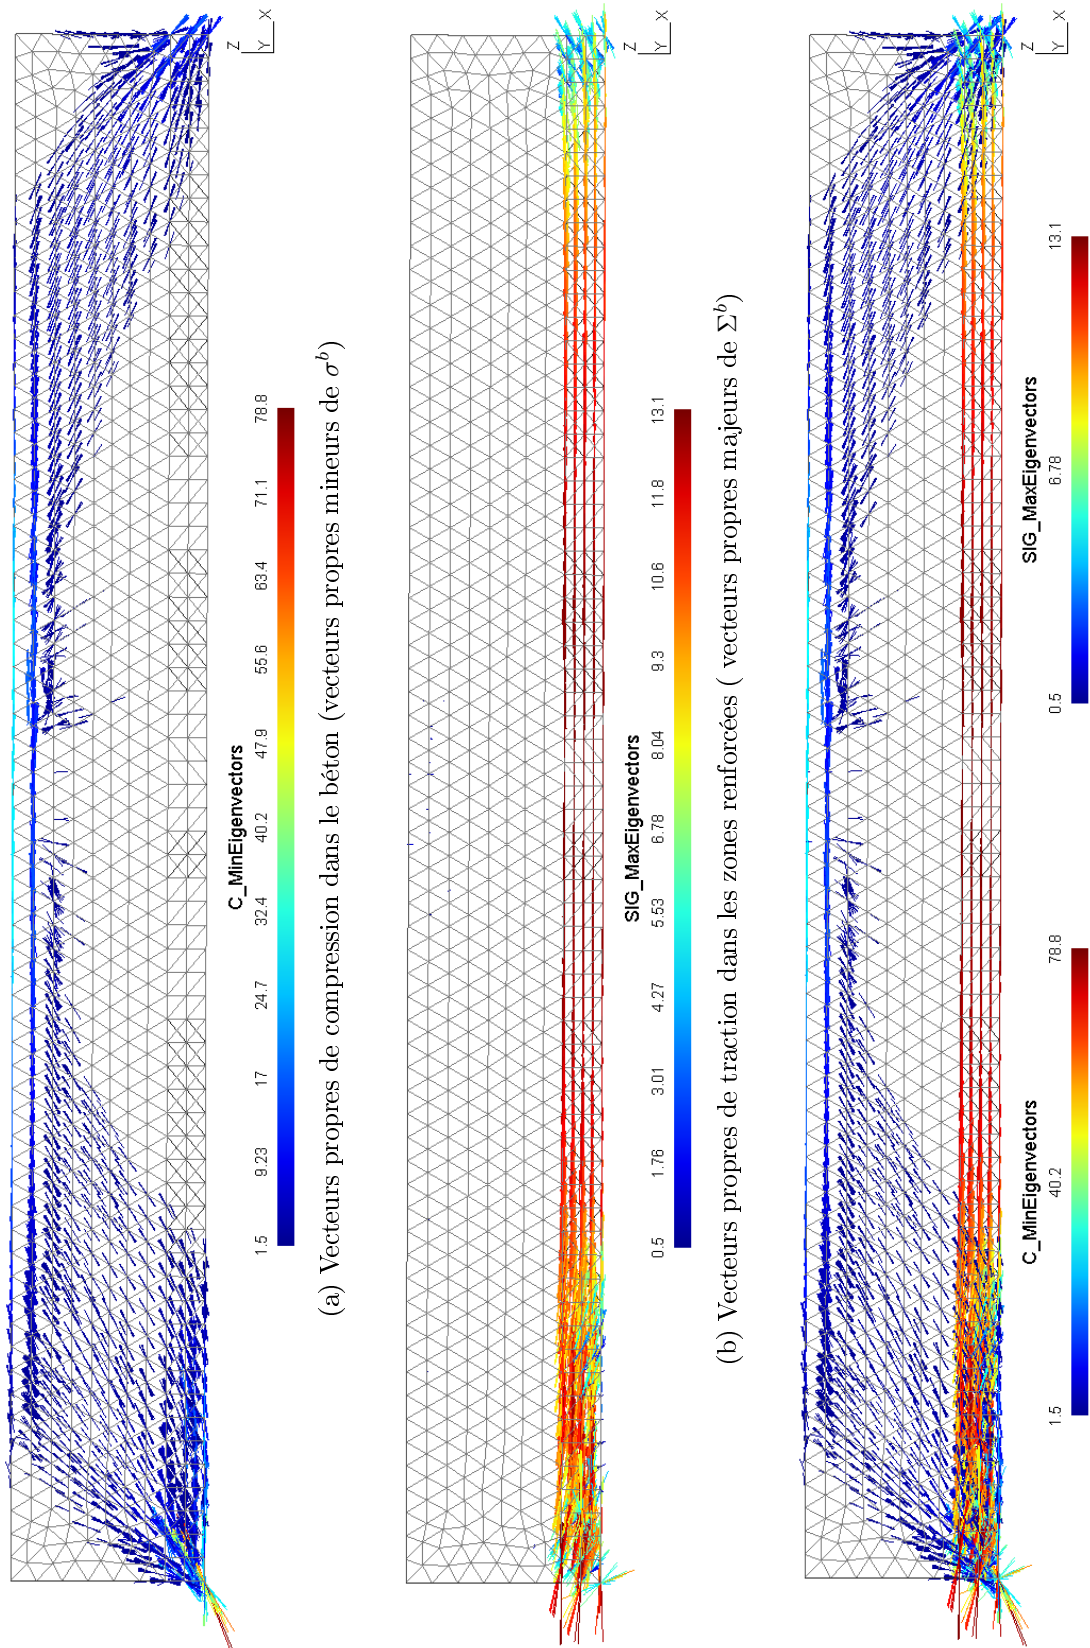 Z
Y X
C_MinEigenvectors
1.5 9.23 17 24.7 32.4 40.2 47.9 55.6 63.4 71.1 78.8
(a) Vecteurs propres de compression dans le béton (vecteurs propres mineurs de σᵇ)
Z
Y X
SIG_MaxEigenvectors
0.5 1.76 3.01 4.27 5.53 6.78 8.04 9.3 10.6 11.8 13.1
(b) Vecteurs propres de traction dans les zones renforcées ( vecteurs propres majeurs de Σᵇ)
Z
Y X
C_MinEigenvectors
1.5 40.2 78.8
SIG_MaxEigenvectors
0.5 6.78 13.1